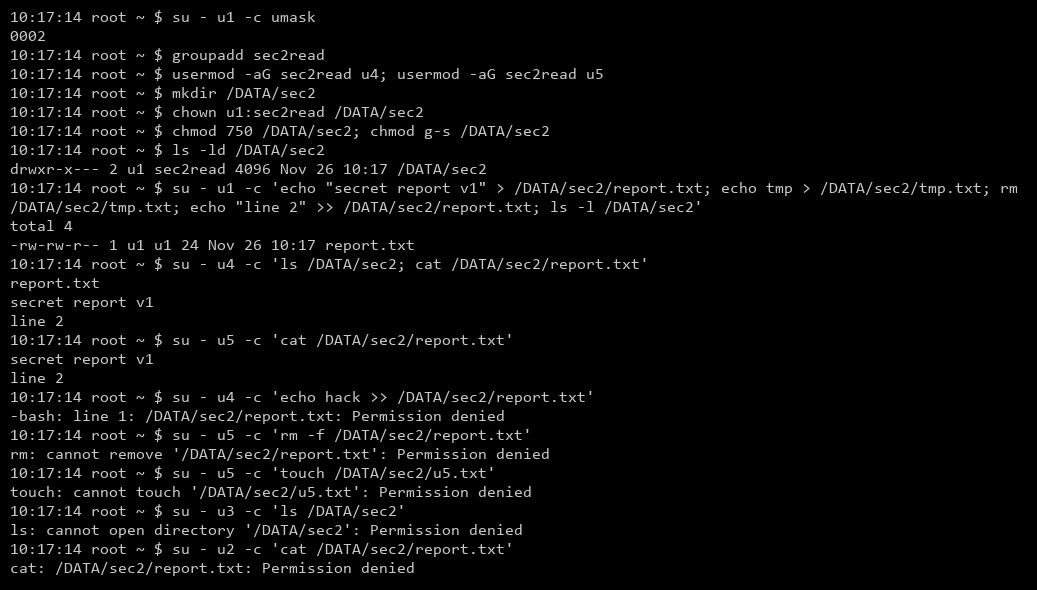 10:17:14 root ~ $ su - u1 -c umask
0002
10:17:14 root ~ $ groupadd sec2read
10:17:14 root ~ $ usermod -aG sec2read u4; usermod -aG sec2read u5
10:17:14 root ~ $ mkdir /DATA/sec2
10:17:14 root ~ $ chown u1:sec2read /DATA/sec2
10:17:14 root ~ $ chmod 750 /DATA/sec2; chmod g-s /DATA/sec2
10:17:14 root ~ $ ls -ld /DATA/sec2
drwxr-x--- 2 u1 sec2read 4096 Nov 26 10:17 /DATA/sec2
10:17:14 root ~ $ su - u1 -c 'echo "secret report v1" > /DATA/sec2/report.txt; echo tmp > /DATA/sec2/tmp.txt; rm
/DATA/sec2/tmp.txt; echo "line 2" >> /DATA/sec2/report.txt; ls -l /DATA/sec2'
total 4
-rw-rw-r-- 1 u1 u1 24 Nov 26 10:17 report.txt
10:17:14 root ~ $ su - u4 -c 'ls /DATA/sec2; cat /DATA/sec2/report.txt'
report.txt
secret report v1
line 2
10:17:14 root ~ $ su - u5 -c 'cat /DATA/sec2/report.txt'
secret report v1
line 2
10:17:14 root ~ $ su - u4 -c 'echo hack >> /DATA/sec2/report.txt'
-bash: line 1: /DATA/sec2/report.txt: Permission denied
10:17:14 root ~ $ su - u5 -c 'rm -f /DATA/sec2/report.txt'
rm: cannot remove '/DATA/sec2/report.txt': Permission denied
10:17:14 root ~ $ su - u5 -c 'touch /DATA/sec2/u5.txt'
touch: cannot touch '/DATA/sec2/u5.txt': Permission denied
10:17:14 root ~ $ su - u3 -c 'ls /DATA/sec2'
ls: cannot open directory '/DATA/sec2': Permission denied
10:17:14 root ~ $ su - u2 -c 'cat /DATA/sec2/report.txt'
cat: /DATA/sec2/report.txt: Permission denied